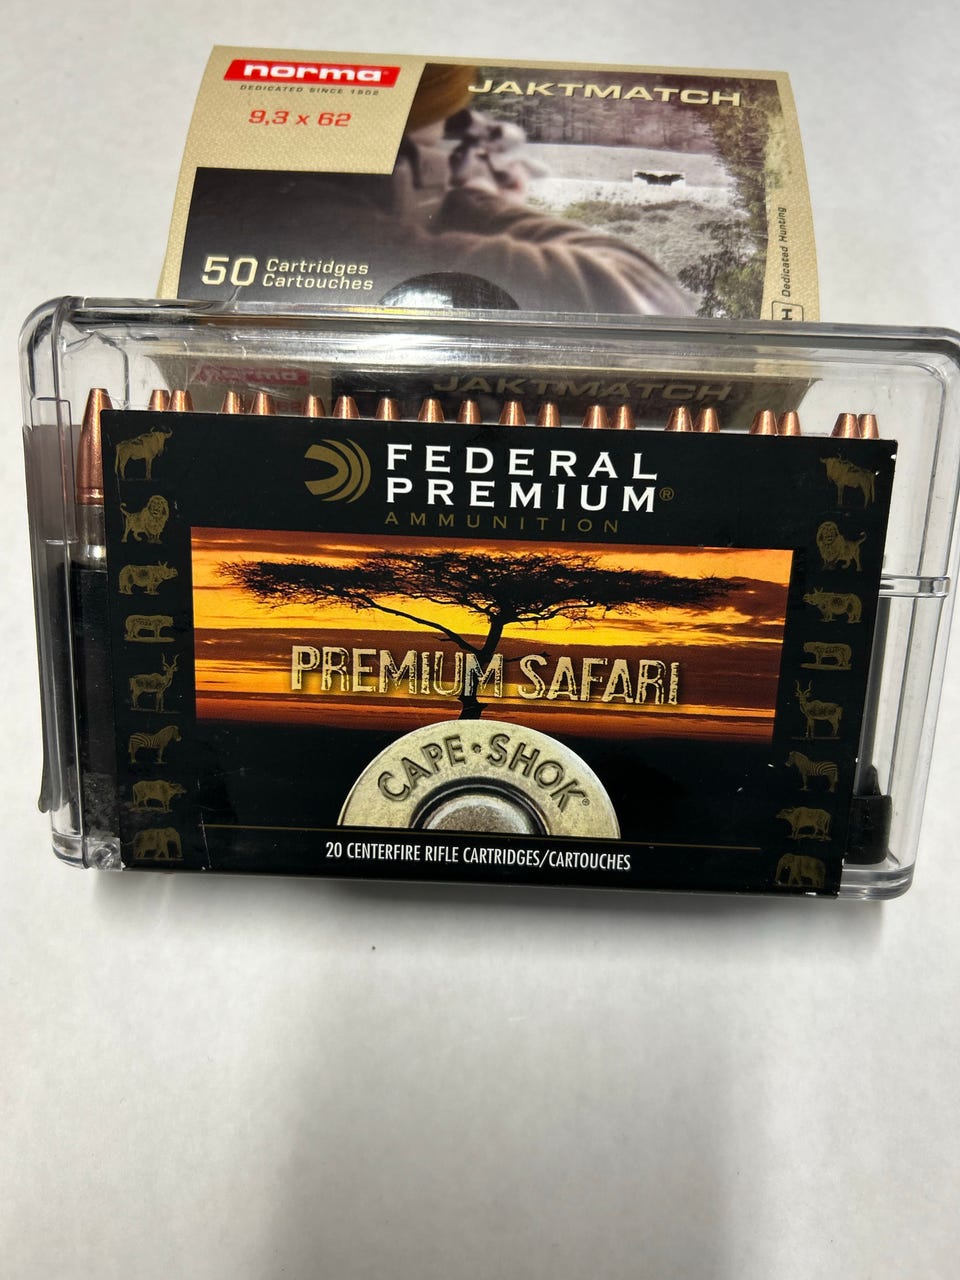 norma®
DEDICATED SINCE 1902
9,3 x 62
JAKTMATCH
50 Cartridges
Cartouches
Dedicated Hunting
H
norma
JAKTMATCH
FEDERAL
PREMIUM®
AMMUNITION
PREMIUM SAFARI
CAPE•SHOK®
20 CENTERFIRE RIFLE CARTRIDGES/CARTOUCHES